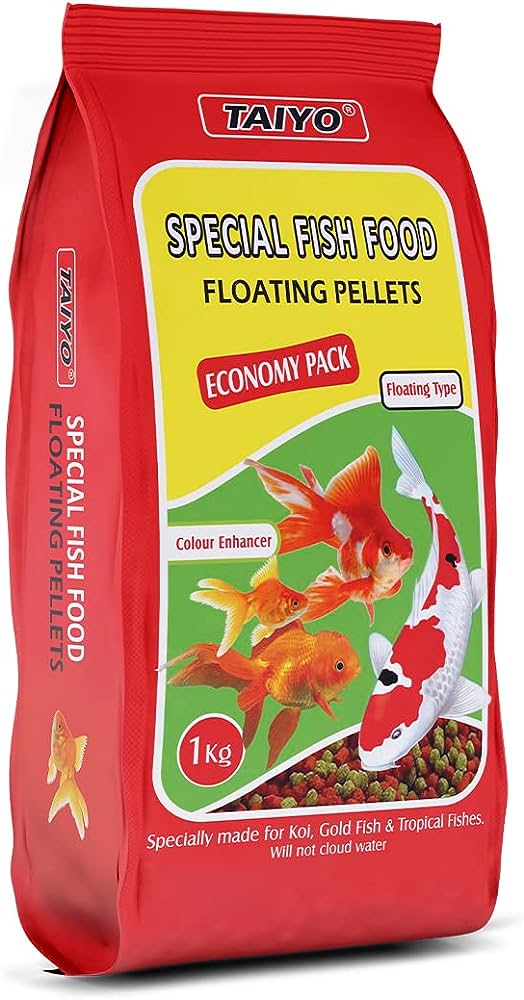 TAIYO®
SPECIAL FISH FOOD
FLOATING PELLETS
ECONOMY PACK
Floating Type
Colour Enhancer
1Kg
Specially made for Koi, Gold Fish & Tropical Fishes.
Will not cloud water
TAIYO®
SPECIAL FISH FOOD
FLOATING PELLETS